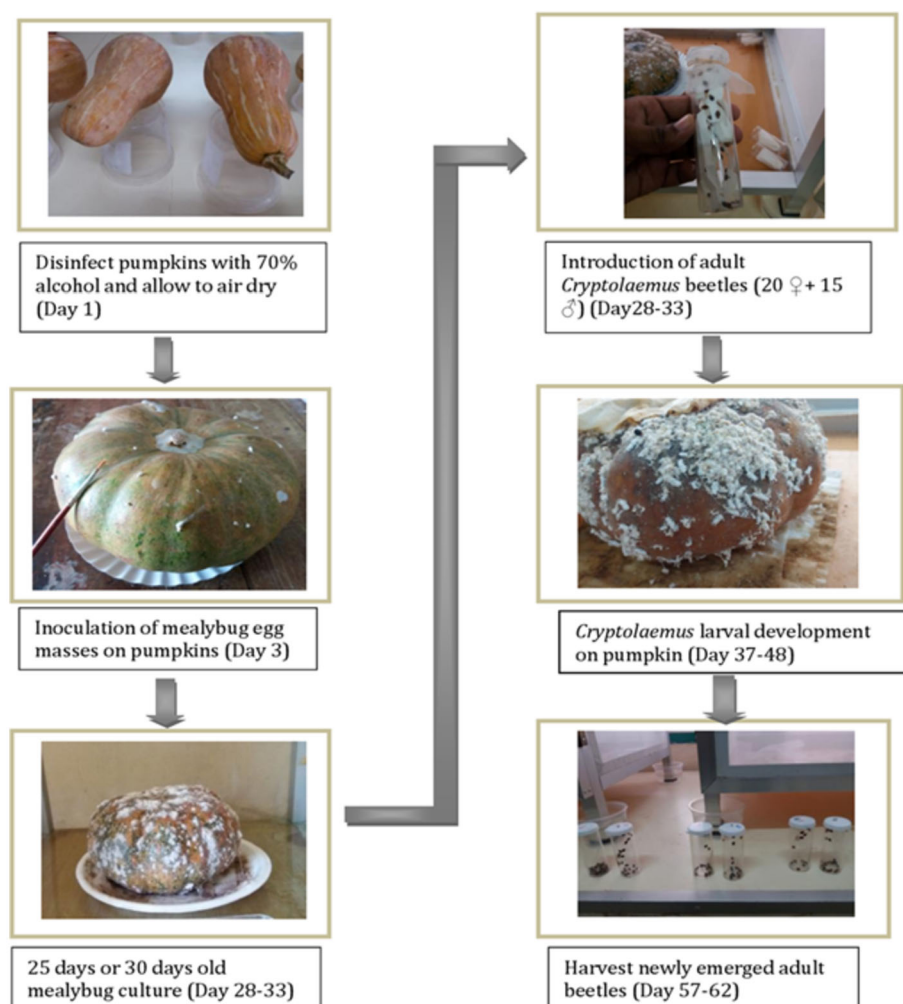 Disinfect pumpkins with 70%
alcohol and allow to air dry
(Day 1)
Inoculation of mealybug egg
masses on pumpkins (Day 3)
25 days or 30 days old
mealybug culture (Day 28-33)
Introduction of adult
Cryptolaemus beetles (20 ♀+ 15
♂) (Day28-33)
Cryptolaemus larval development
on pumpkin (Day 37-48)
Harvest newly emerged adult
beetles (Day 57-62)